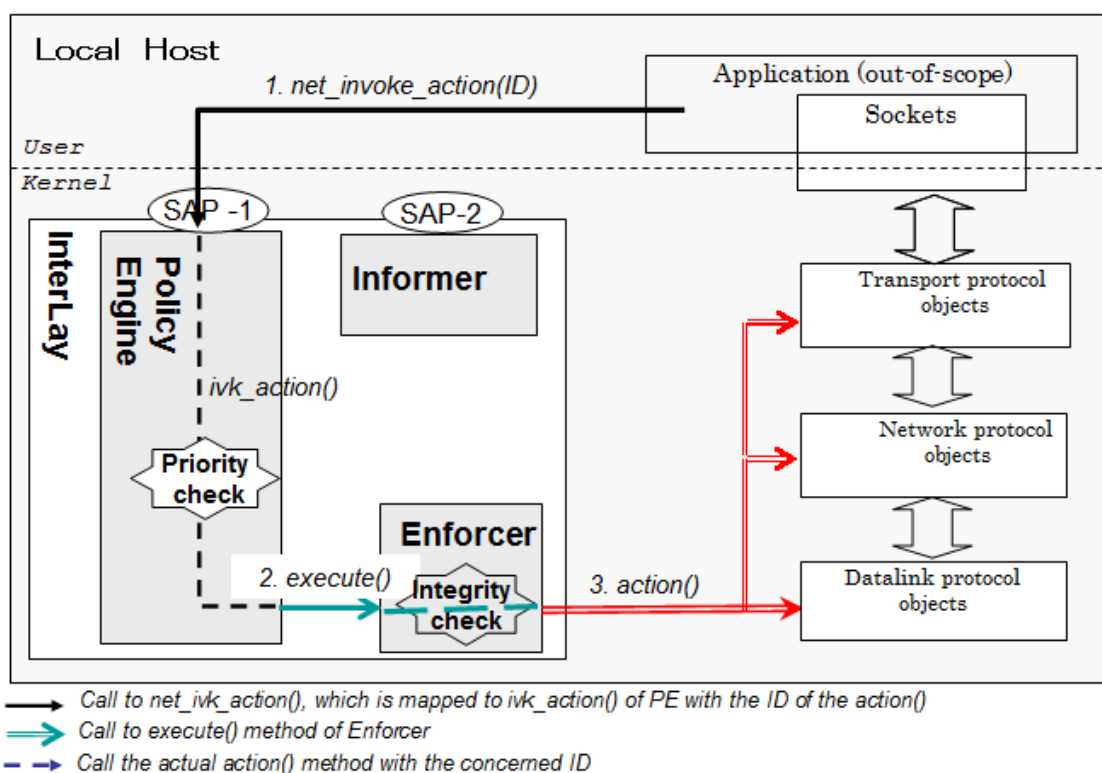 Local Host
1. net_invoke_action(ID)
Application (out-of-scope)
Sockets
User
Kernel
SAP -1
SAP-2
InterLay
Policy
Engine
Informer
Transport protocol
objects
ivk_action()
Network protocol
objects
Priority
check
Enforcer
2. execute()
Integrity
check
3. action()
Datalink protocol
objects
Call to net_ivk_action(), which is mapped to ivk_action() of PE with the ID of the action()
Call to execute() method of Enforcer
Call the actual action() method with the concerned ID